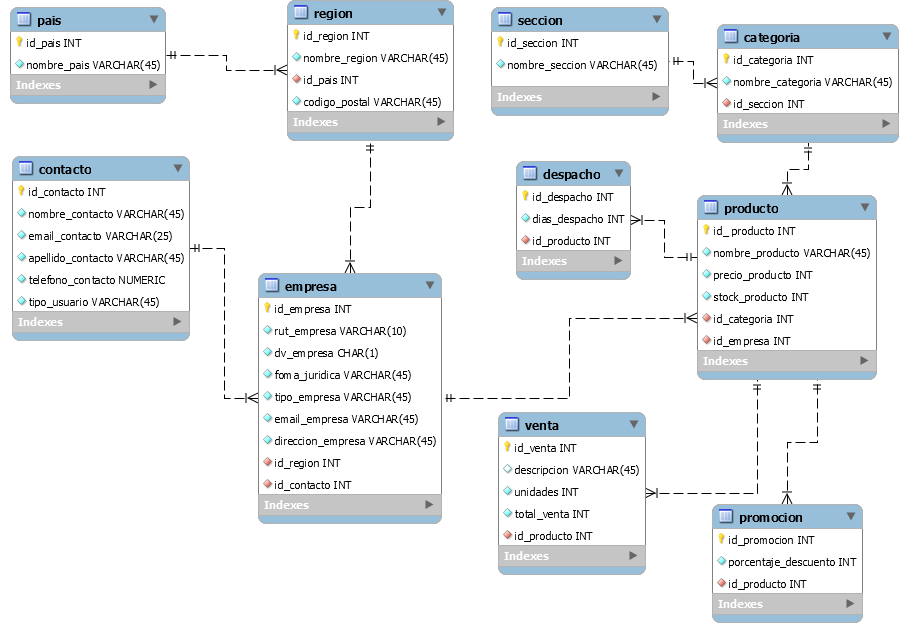 pais
id_pais INT
nombre_pais VARCHAR(45)
Indexes
region
id_region INT
nombre_region VARCHAR(45)
id_pais INT
codigo_postal VARCHAR(45)
Indexes
seccion
id_seccion INT
nombre_seccion VARCHAR(45)
Indexes
categoria
id_categoria INT
nombre_categoria VARCHAR(45)
id_seccion INT
Indexes
contacto
id_contacto INT
nombre_contacto VARCHAR(45)
email_contacto VARCHAR(25)
apellido_contacto VARCHAR(45)
telefono_contacto NUMERIC
tipo_usuario VARCHAR(45)
Indexes
despacho
id_despacho INT
dias_despacho INT
id_producto INT
Indexes
producto
id_producto INT
nombre_producto VARCHAR(45)
precio_producto INT
stock_producto INT
id_categoria INT
id_empresa INT
Indexes
empresa
id_empresa INT
rut_empresa VARCHAR(10)
dv_empresa CHAR(1)
foma_juridica VARCHAR(45)
tipo_empresa VARCHAR(45)
email_empresa VARCHAR(45)
direccion_empresa VARCHAR(45)
id_region INT
id_contacto INT
Indexes
venta
id_venta INT
descripcion VARCHAR(45)
unidades INT
total_venta INT
id_producto INT
Indexes
promocion
id_promocion INT
porcentaje_descuento INT
id_producto INT
Indexes